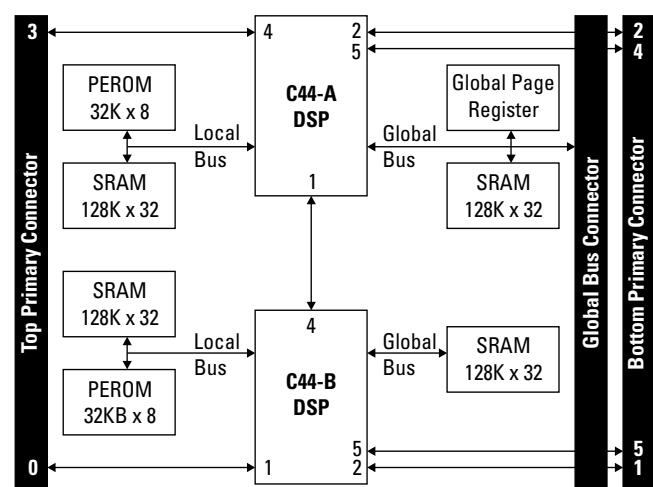 3
4
2
5
2
4
PEROM
32K x 8
C44-A
DSP
Global Page
Register
Local
Bus
Global
Bus
SRAM
128K x 32
SRAM
128K x 32
1
Top Primary Connector
Global Bus Connector
Bottom Primary Connector
SRAM
128K x 32
4
Local
Bus
Global
Bus
SRAM
128K x 32
C44-B
DSP
PEROM
32KB x 8
5
5
0
1
2
1